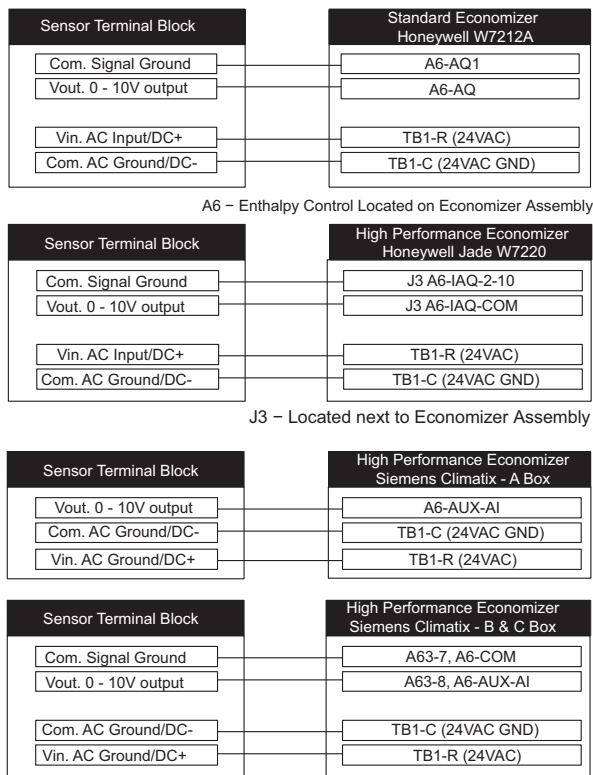 Sensor Terminal Block
Standard Economizer
Honeywell W7212A
Com. Signal Ground
A6-AQ1
Vout. 0 - 10V output
A6-AQ
Vin. AC Input/DC+
TB1-R (24VAC)
Com. AC Ground/DC-
TB1-C (24VAC GND)
A6 − Enthalpy Control Located on Economizer Assembly
Sensor Terminal Block
High Performance Economizer
Honeywell Jade W7220
Com. Signal Ground
J3 A6-IAQ-2-10
Vout. 0 - 10V output
J3 A6-IAQ-COM
Vin. AC Input/DC+
TB1-R (24VAC)
Com. AC Ground/DC-
TB1-C (24VAC GND)
J3 − Located next to Economizer Assembly
Sensor Terminal Block
High Performance Economizer
Siemens Climatix - A Box
Vout. 0 - 10V output
A6-AUX-AI
Com. AC Ground/DC-
TB1-C (24VAC GND)
Vin. AC Ground/DC+
TB1-R (24VAC)
Sensor Terminal Block
High Performance Economizer
Siemens Climatix - B & C Box
Com. Signal Ground
A63-7, A6-COM
Vout. 0 - 10V output
A63-8, A6-AUX-AI
Com. AC Ground/DC-
TB1-C (24VAC GND)
Vin. AC Ground/DC+
TB1-R (24VAC)